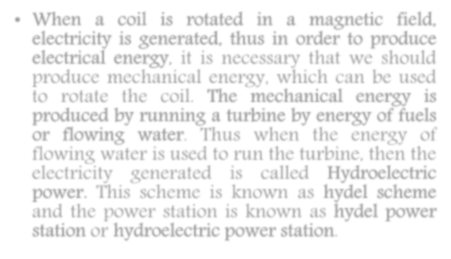 • When a coil is rotated in a magnetic field,
electricity is generated, thus in order to produce
electrical energy, it is necessary that we should
produce mechanical energy, which can be used
to rotate the coil. The mechanical energy is
produced by running a turbine by energy of fuels
or flowing water. Thus when the energy of
flowing water is used to run the turbine, then the
electricity generated is called Hydroelectric
power. This scheme is known as hydel scheme
and the power station is known as hydel power
station or hydroelectric power station.